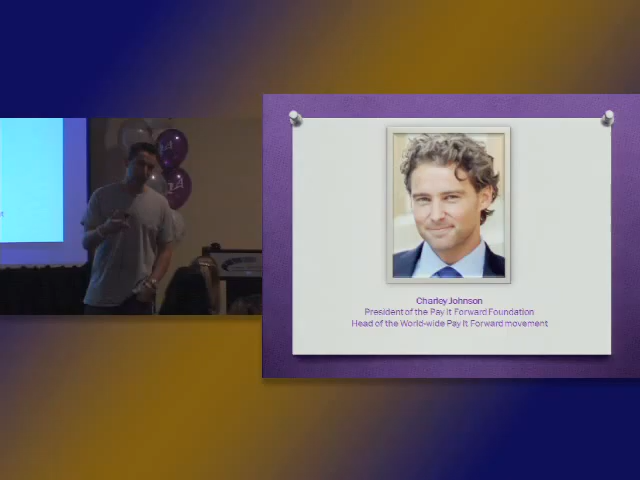 Charley Johnson
President of the Pay It Forward Foundation
Head of the World-wide Pay It Forward movement